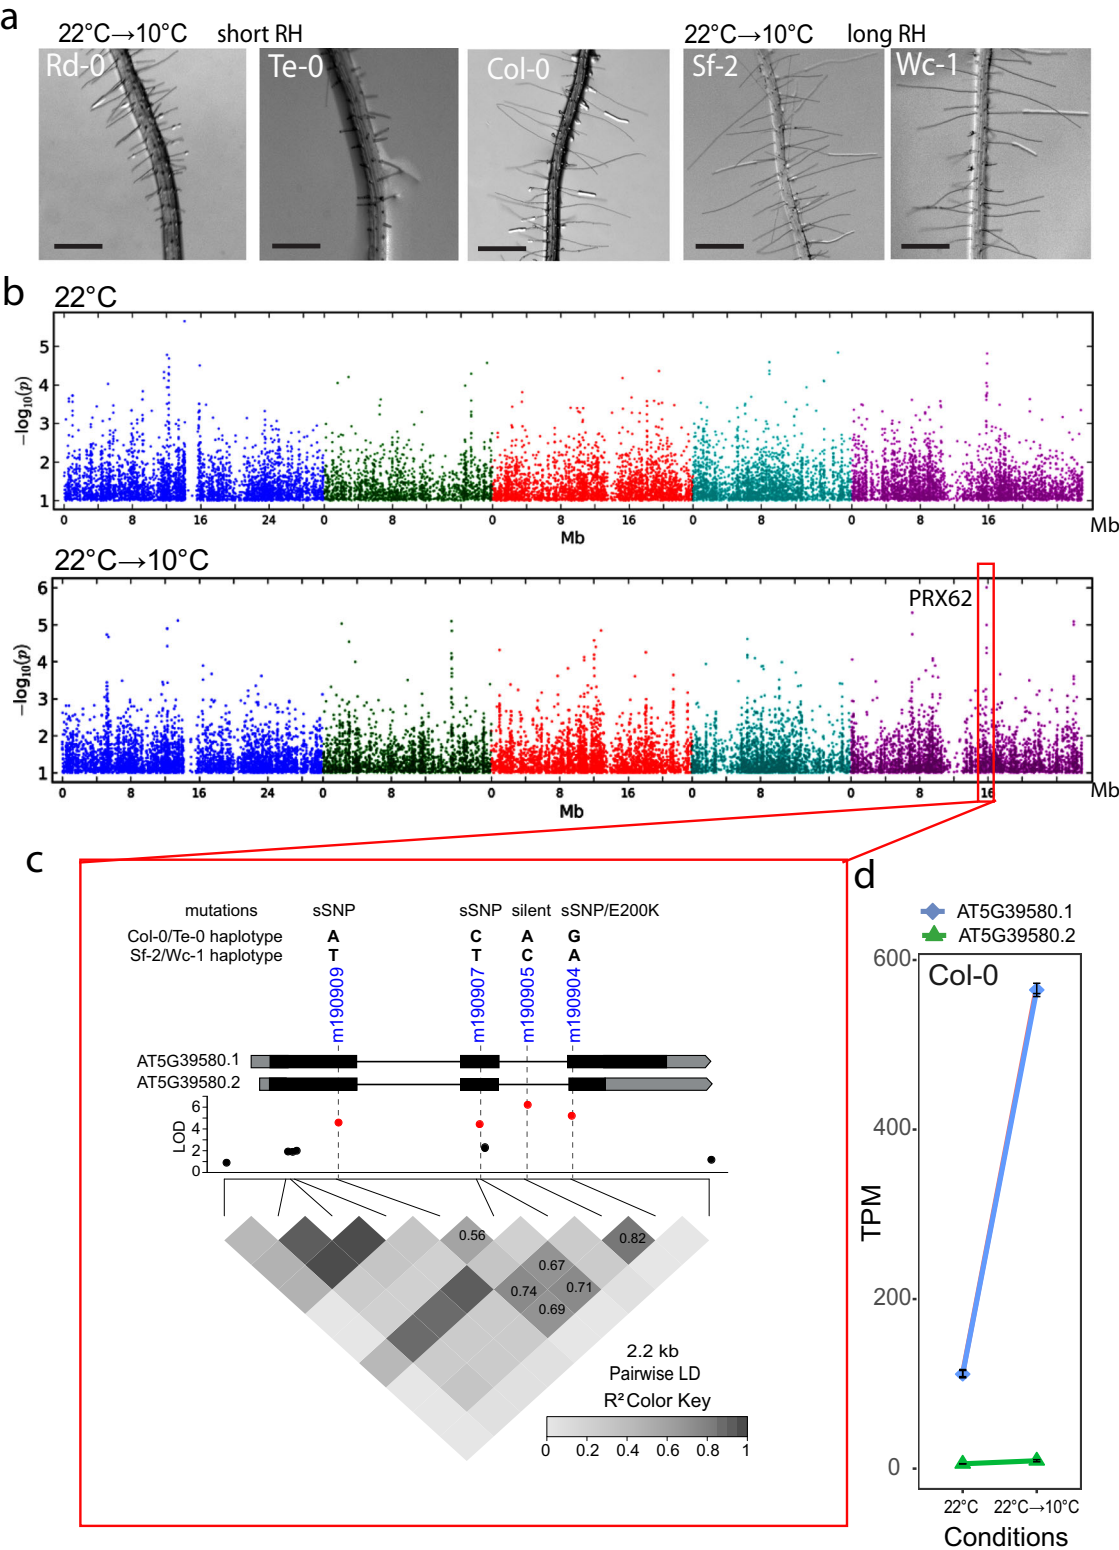 a
22°C→10°C short RH
22°C→10°C long RH
Rd-0
Te-0
Col-0
Sf-2
Wc-1
b
22°C
−log₁₀(p)
5
4
3
2
1
0 8 16 24 0 8 0 8 16 0 8 0 8 16
Mb
Mb
22°C→10°C
PRX62
−log₁₀(p)
6
5
4
3
2
1
0 8 16 24 0 8 0 8 16 0 8 0 8 16
Mb
Mb
c
mutations sSNP sSNP silent sSNP/E200K
Col-0/Te-0 haplotype A C A G
Sf-2/Wc-1 haplotype T T C A
m190909 m190907 m190905 m190904
AT5G39580.1
AT5G39580.2
LOD
6
4
2
0
0.56
0.82
0.67
0.74
0.71
0.69
2.2 kb
Pairwise LD
R² Color Key
0 0.2 0.4 0.6 0.8 1
d
AT5G39580.1
AT5G39580.2
Col-0
TPM
600
400
200
0
22°C 22°C→10°C
Conditions